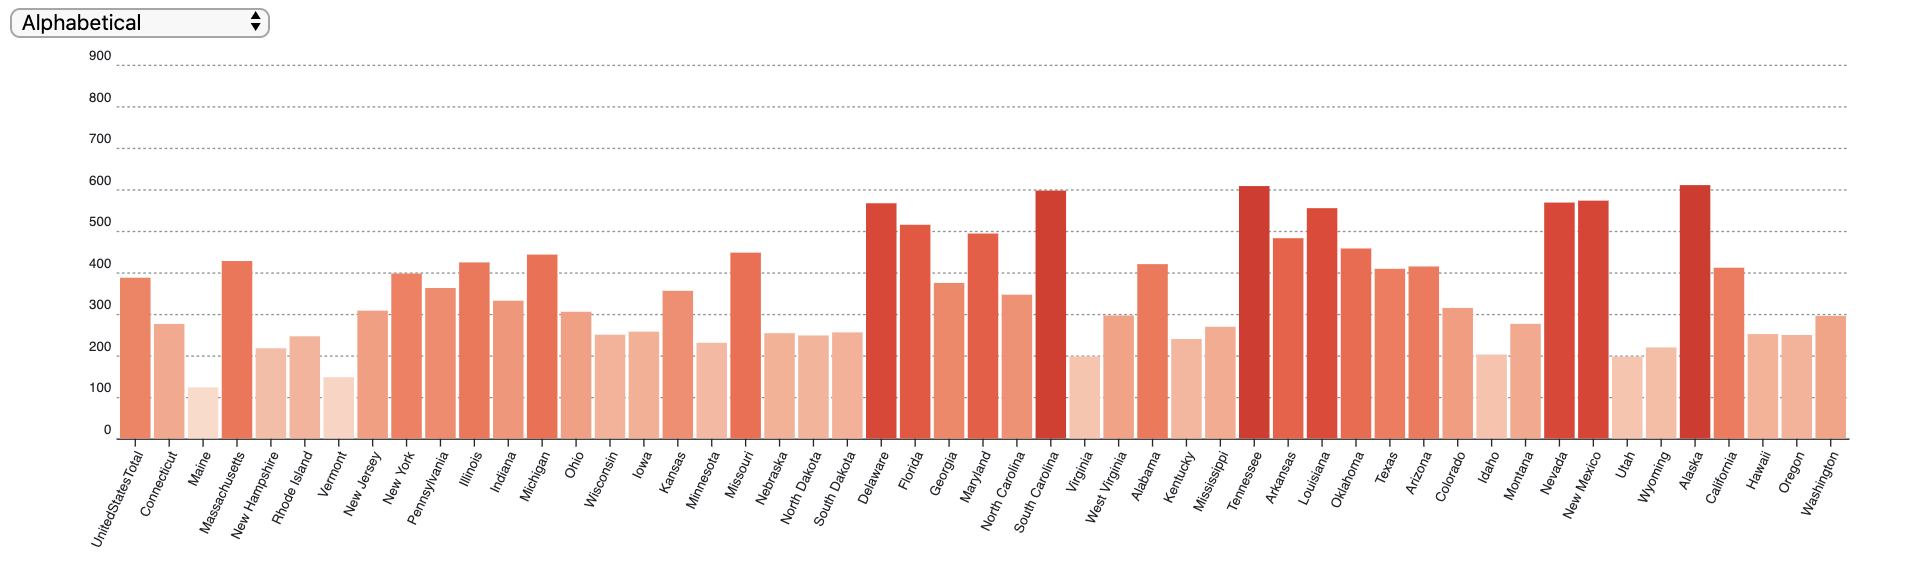 Alphabetical
900
800
700
600
500
400
300
200
100
0
UnitedStatesTotal
Connecticut
Maine
Massachusetts
New Hampshire
Rhode Island
Vermont
New Jersey
New York
Pennsylvania
Illinois
Indiana
Michigan
Ohio
Wisconsin
Iowa
Kansas
Minnesota
Missouri
Nebraska
North Dakota
South Dakota
Delaware
Florida
Georgia
Maryland
North Carolina
South Carolina
Virginia
West Virginia
Alabama
Kentucky
Mississippi
Tennessee
Arkansas
Louisiana
Oklahoma
Texas
Arizona
Colorado
Idaho
Montana
Nevada
New Mexico
Utah
Wyoming
Alaska
California
Hawaii
Oregon
Washington